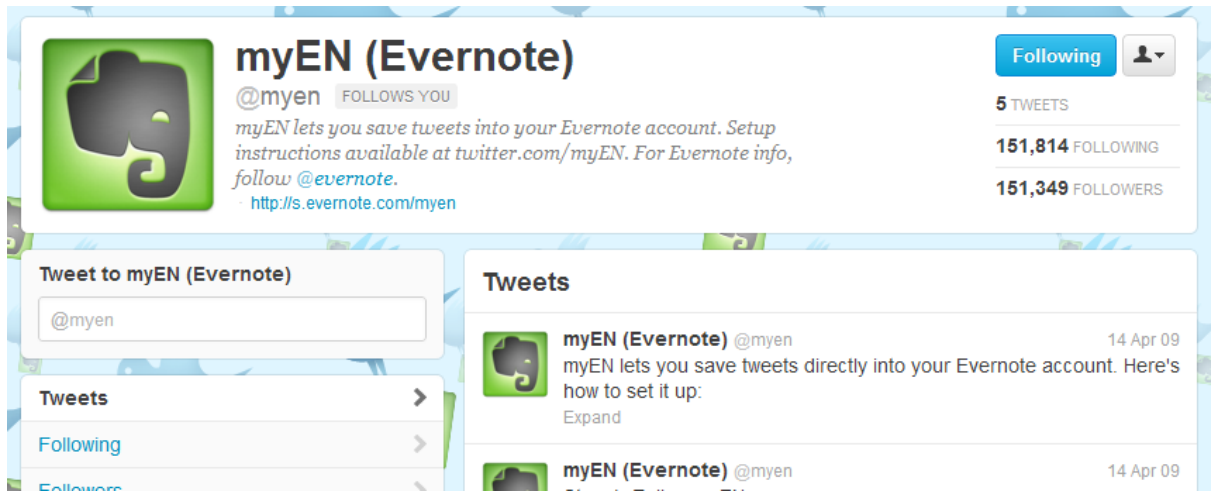 myEN (Evernote)
@myen FOLLOWS YOU
myEN lets you save tweets into your Evernote account. Setup
instructions available at twitter.com/myEN. For Evernote info,
follow @evernote.
· http://s.evernote.com/myen
Following
5 TWEETS
151,814 FOLLOWING
151,349 FOLLOWERS
Tweet to myEN (Evernote)
@myen
Tweets
Following
Followers
Tweets
myEN (Evernote) @myen 14 Apr 09
myEN lets you save tweets directly into your Evernote account. Here's
how to set it up:
Expand
myEN (Evernote) @myen 14 Apr 09